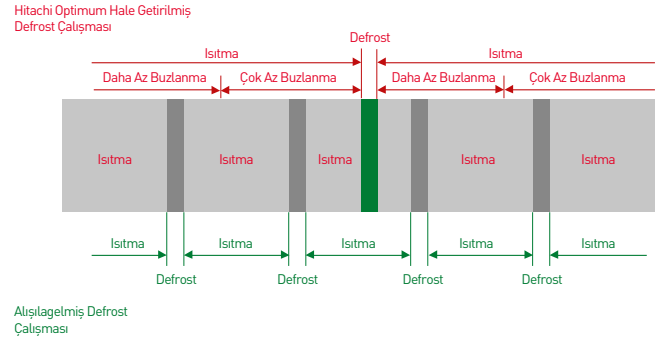 Hitachi Optimum Hale Getirilmiş
Defrost Çalışması
Defrost
Isıtma Isıtma
Daha Az Buzlanma Çok Az Buzlanma Daha Az Buzlanma Çok Az Buzlanma
Isıtma Isıtma Isıtma Isıtma Isıtma
Isıtma Isıtma Isıtma Isıtma Isıtma
Defrost Defrost Defrost Defrost
Alışılagelmiş Defrost
Çalışması